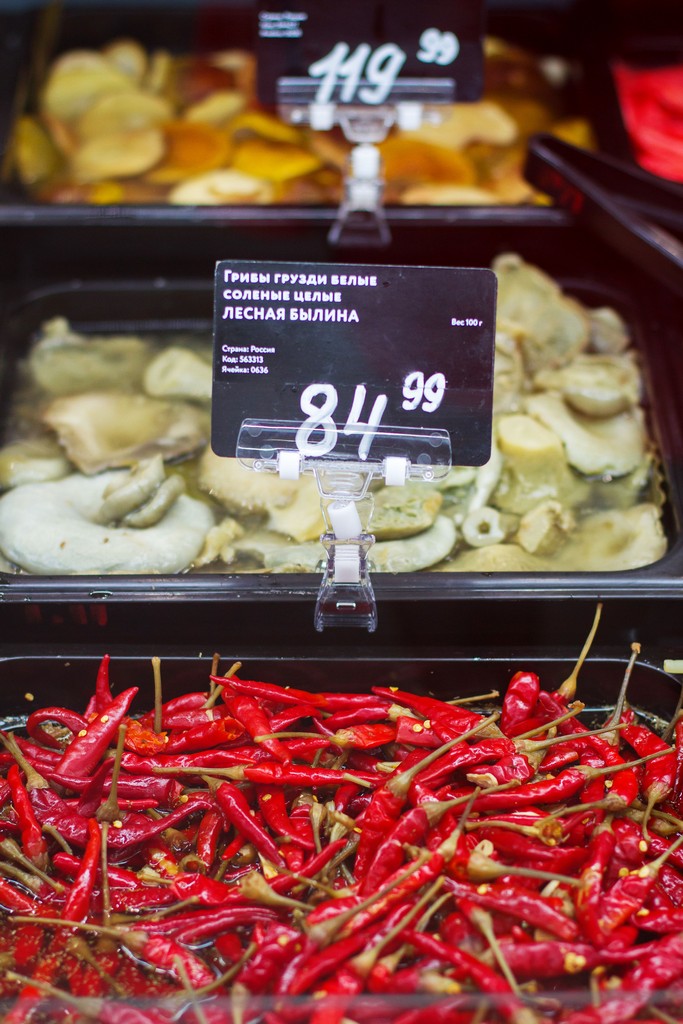 119 99
ГРИБЫ ГРУЗДИ БЕЛЫЕ
СОЛЕНЫЕ ЦЕЛЫЕ
ЛЕСНАЯ БЫЛИНА
Вес 100 г
Страна: Россия
Код: 563313
Ячейка: 0636
84 99